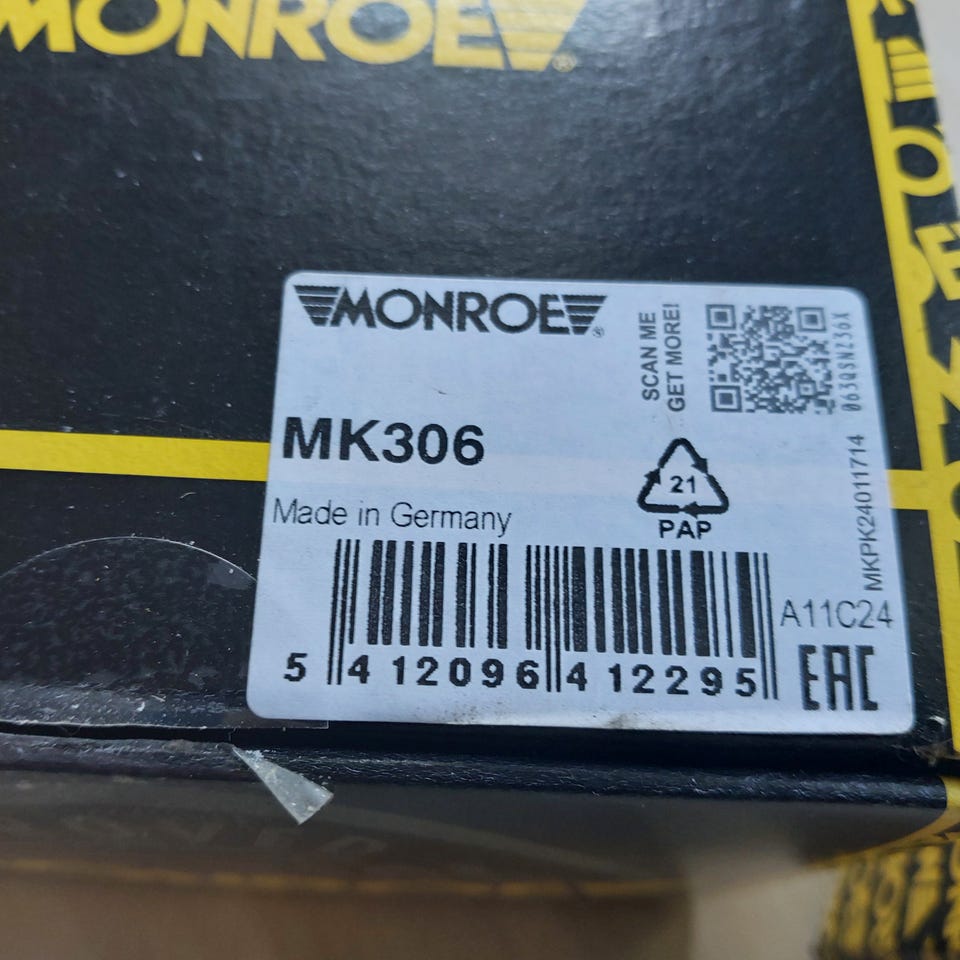 MONROE®
MONROE®
SCAN ME
GET MORE!
MK306
Made in Germany
21
PAP
MKPK24011714
A11C24
5 412096 412295
EAC